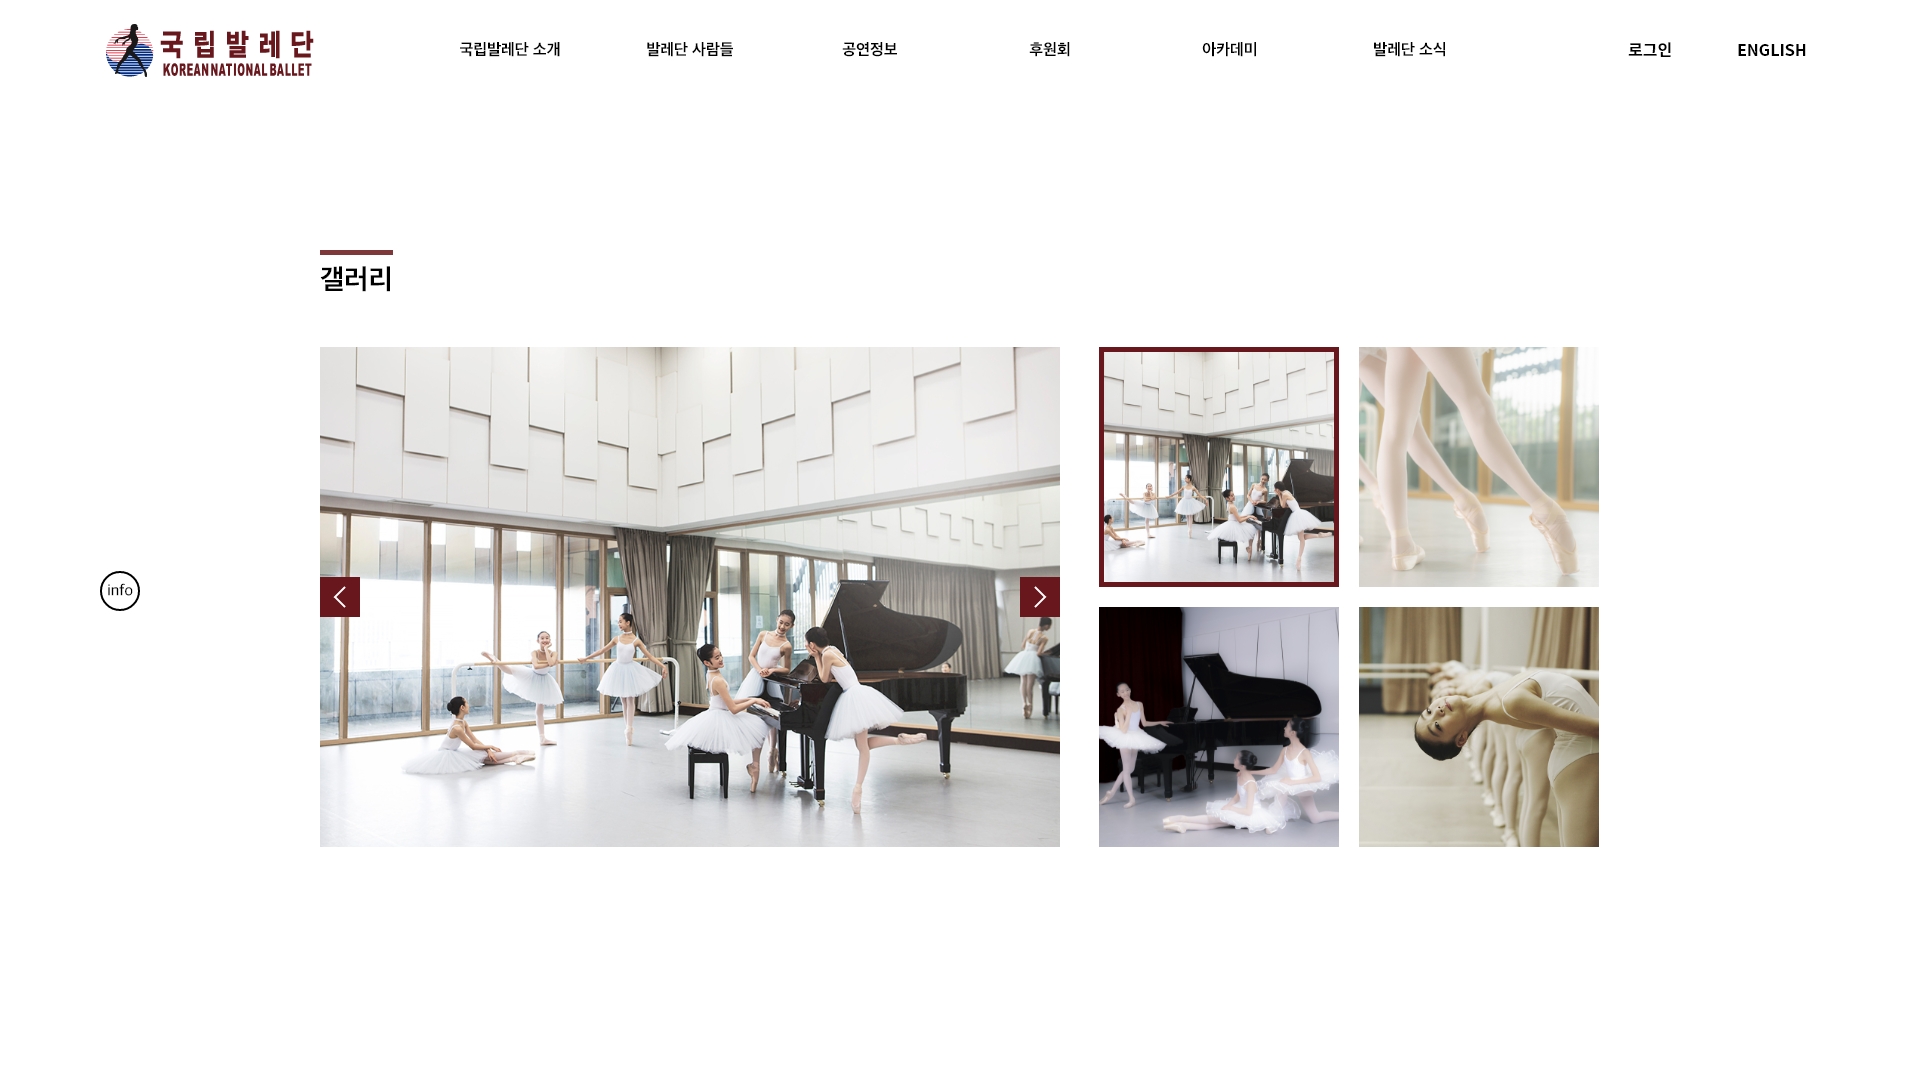 국립발레단
KOREAN NATIONAL BALLET
국립발레단 소개
발레단 사람들
공연정보
후원회
아카데미
발레단 소식
로그인
ENGLISH
갤러리
info